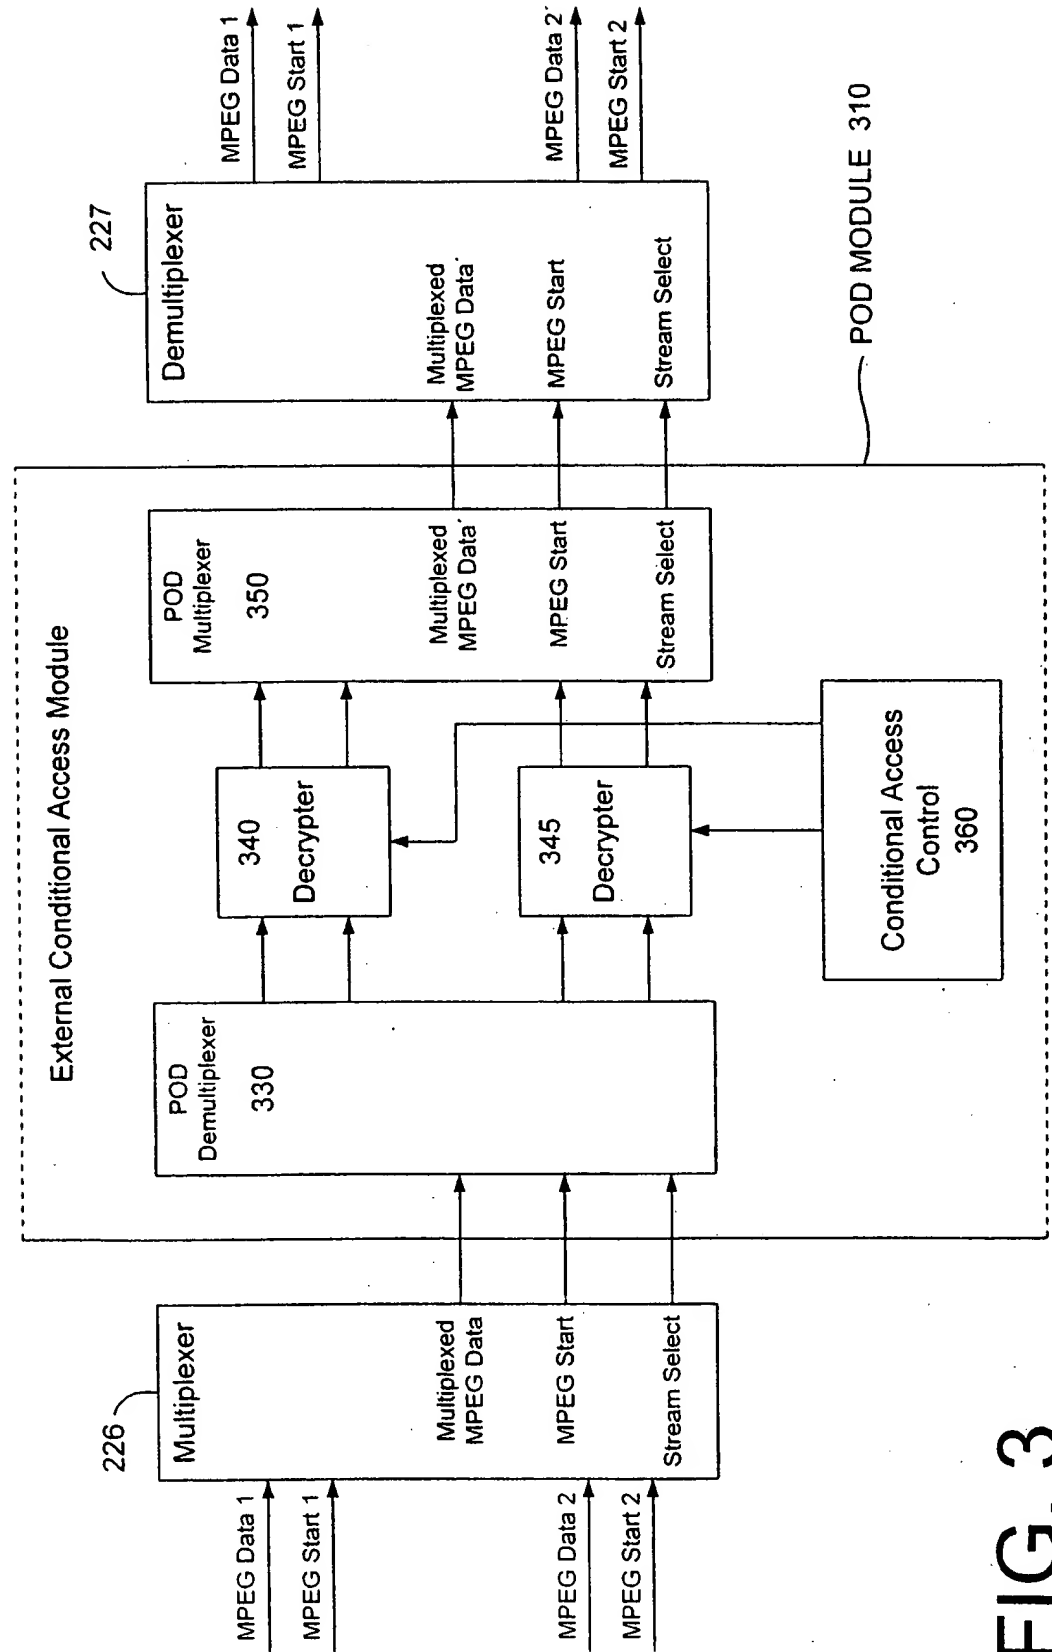 MPEG Data 1
MPEG Start 1
MPEG Data 2
MPEG Start 2
226
Multiplexer
Multiplexed
MPEG Data
MPEG Start
Stream Select
External Conditional Access Module
POD
Demultiplexer
330
340
Decrypter
345
Decrypter
Conditional Access
Control
360
POD
Multiplexer
350
Multiplexed
MPEG Data'
MPEG Start
Stream Select
227
Demultiplexer
Multiplexed
MPEG Data'
MPEG Start
Stream Select
MPEG Data 1
MPEG Start 1
MPEG Data 2'
MPEG Start 2
POD MODULE 310
FIG. 3